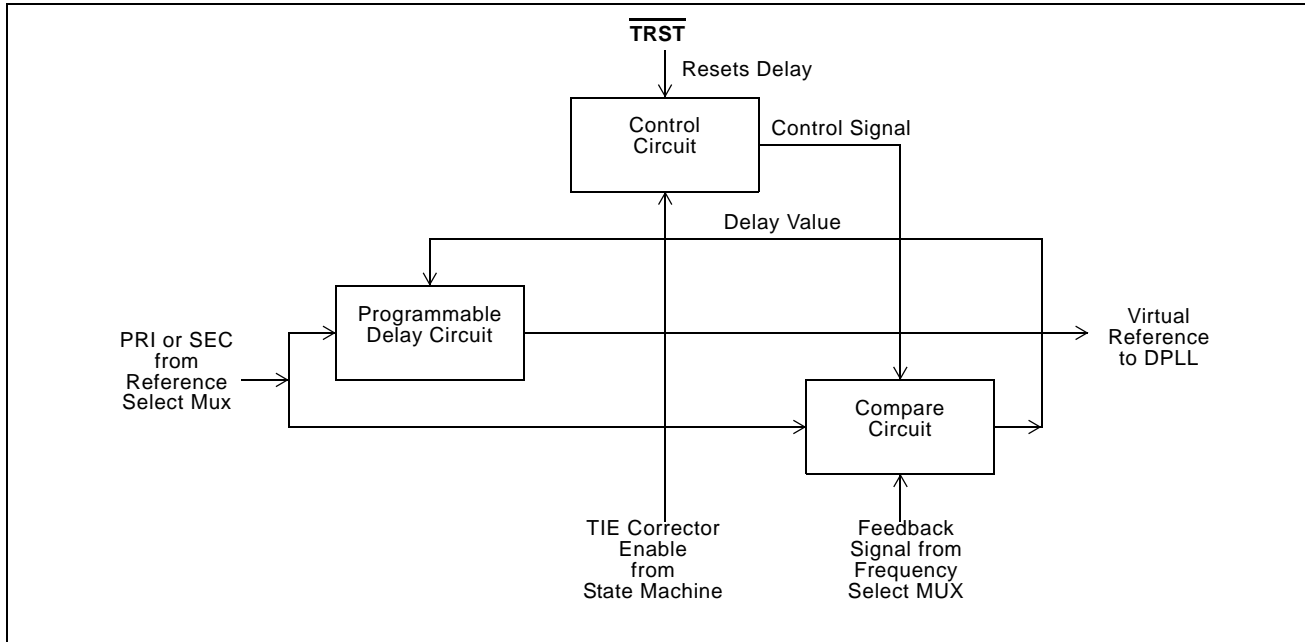 TRST
Resets Delay
Control
Circuit
Control Signal
Delay Value
Programmable
Delay Circuit
PRI or SEC
from
Reference
Select Mux
Virtual
Reference
to DPLL
Compare
Circuit
TIE Corrector
Enable
from
State Machine
Feedback
Signal from
Frequency
Select MUX